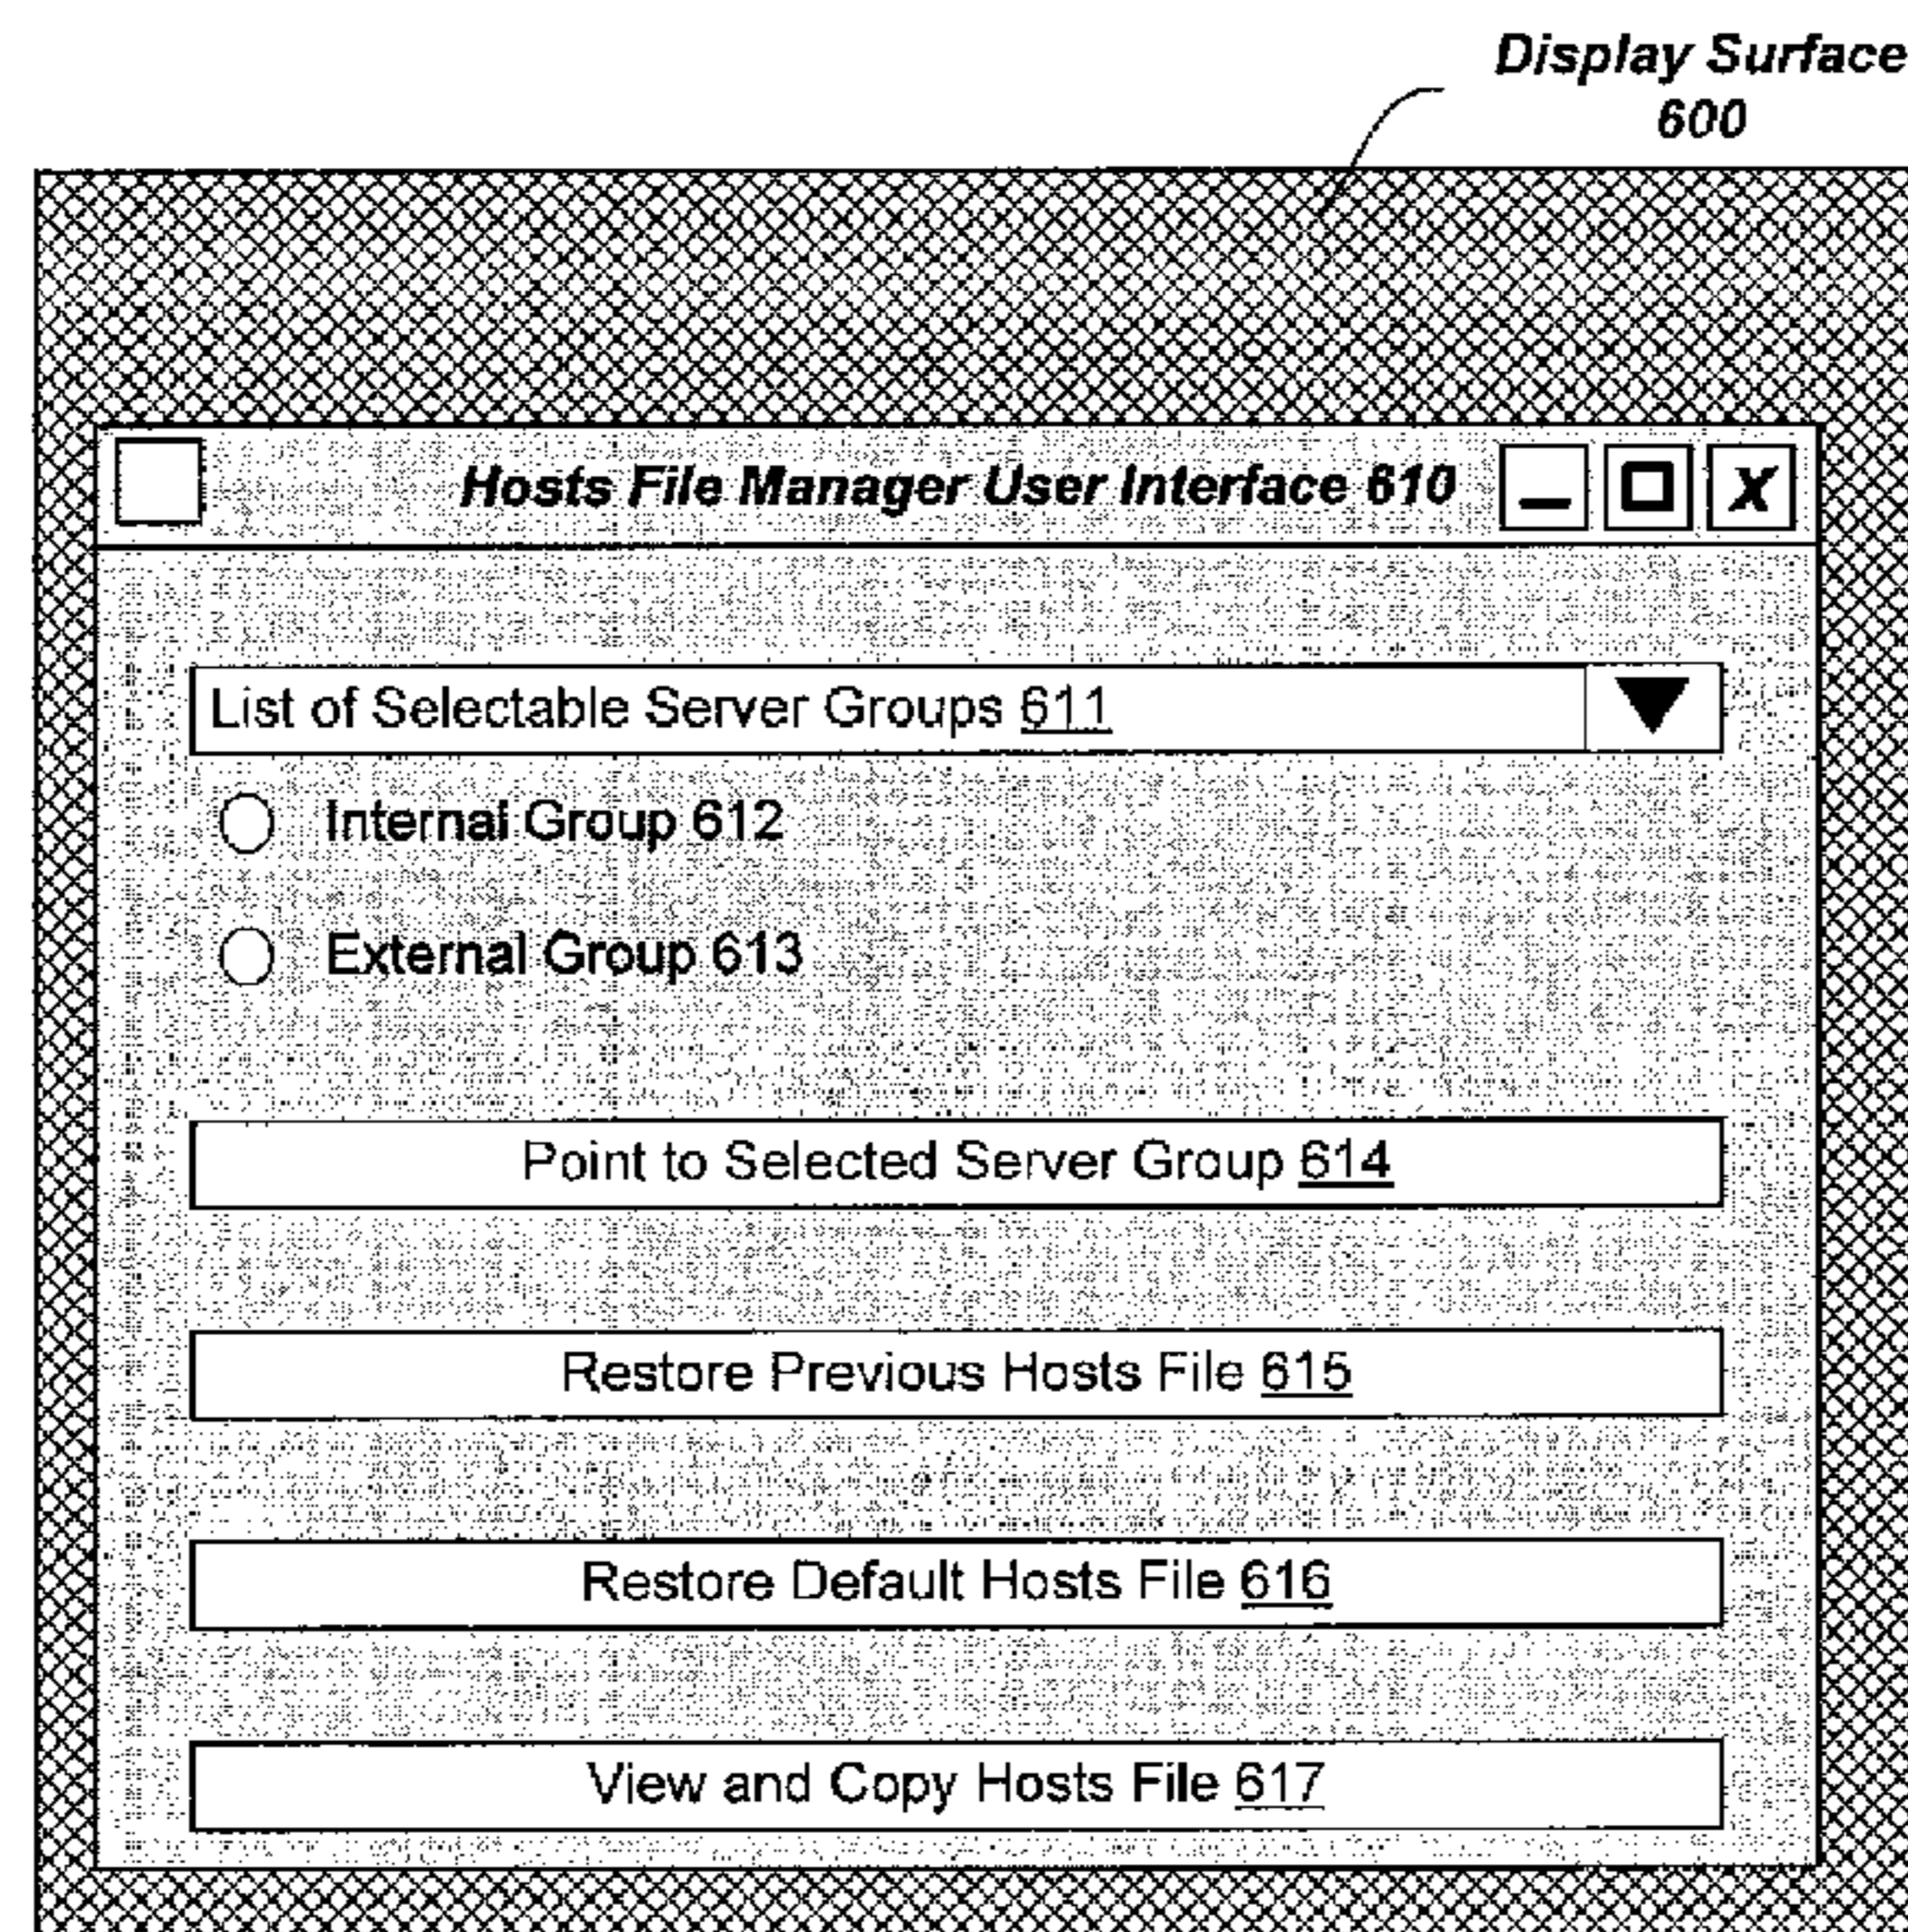 Display Surface
600
Hosts File Manager User Interface 610
X
List of Selectable Server Groups 611
Internal Group 612
External Group 613
Point to Selected Server Group 614
Restore Previous Hosts File 615
Restore Default Hosts File 616
View and Copy Hosts File 617